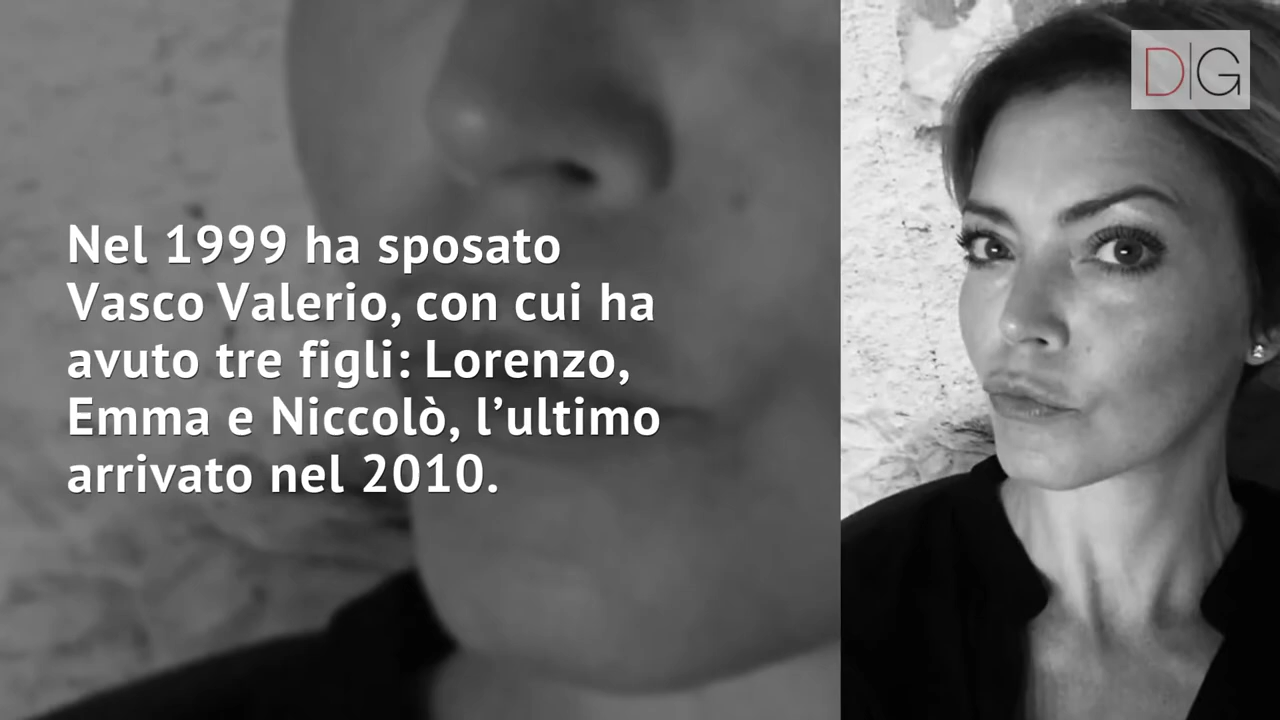 D|G
Nel 1999 ha sposato
Vasco Valerio, con cui ha
avuto tre figli: Lorenzo,
Emma e Niccolò, l’ultimo
arrivato nel 2010.